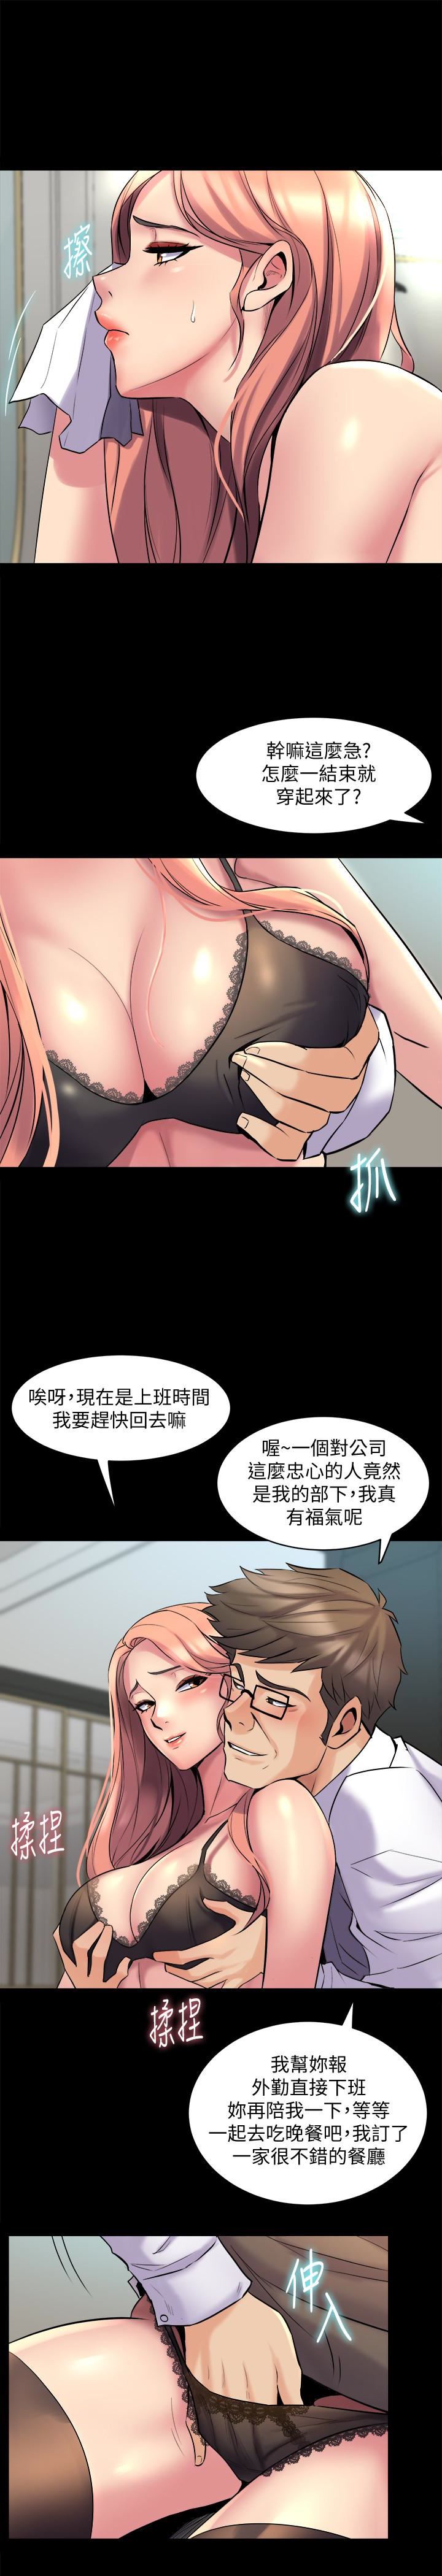 擦
幹嘛這麼急?
怎麼一結束就
穿起來了?
抓
唉呀,現在是上班時間
我要趕快回去嘛
喔~一個對公司
這麼忠心的人竟然
是我的部下,我真
有福氣呢
揉捏
揉捏
我幫妳報
外勤直接下班
妳再陪我一下,等等
一起去吃晚餐吧,我訂了
一家很不錯的餐廳
伸入